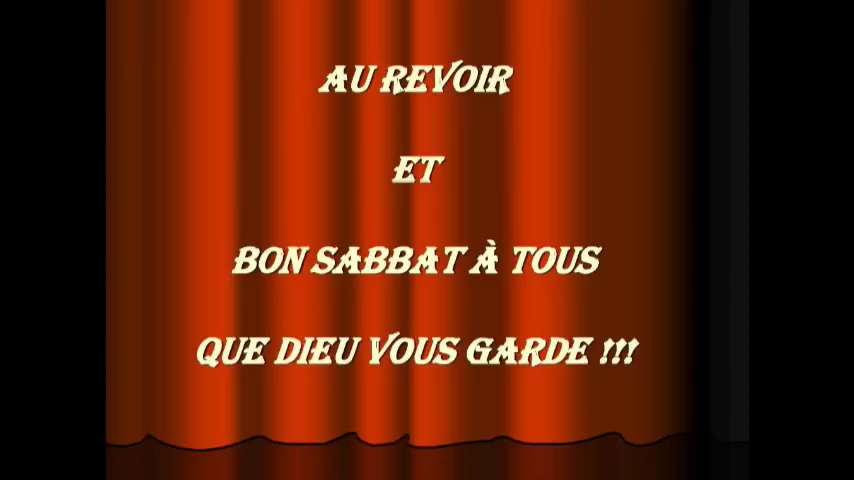 AU REVOIR
ET
BON SABBAT À TOUS
QUE DIEU VOUS GARDE !!!